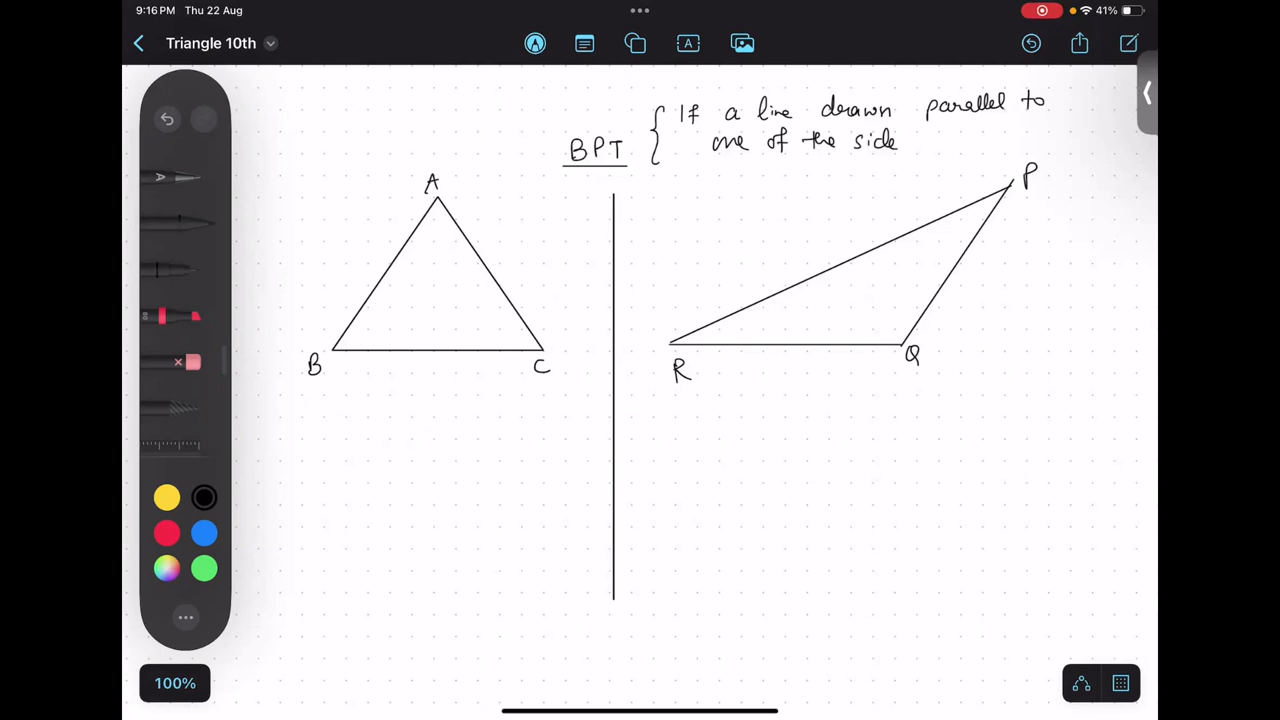 9:16 PM Thu 22 Aug
41%
Triangle 10th
A
If a line drawn parallel to
one of the side
BPT
A
B
C
P
R
Q
100%